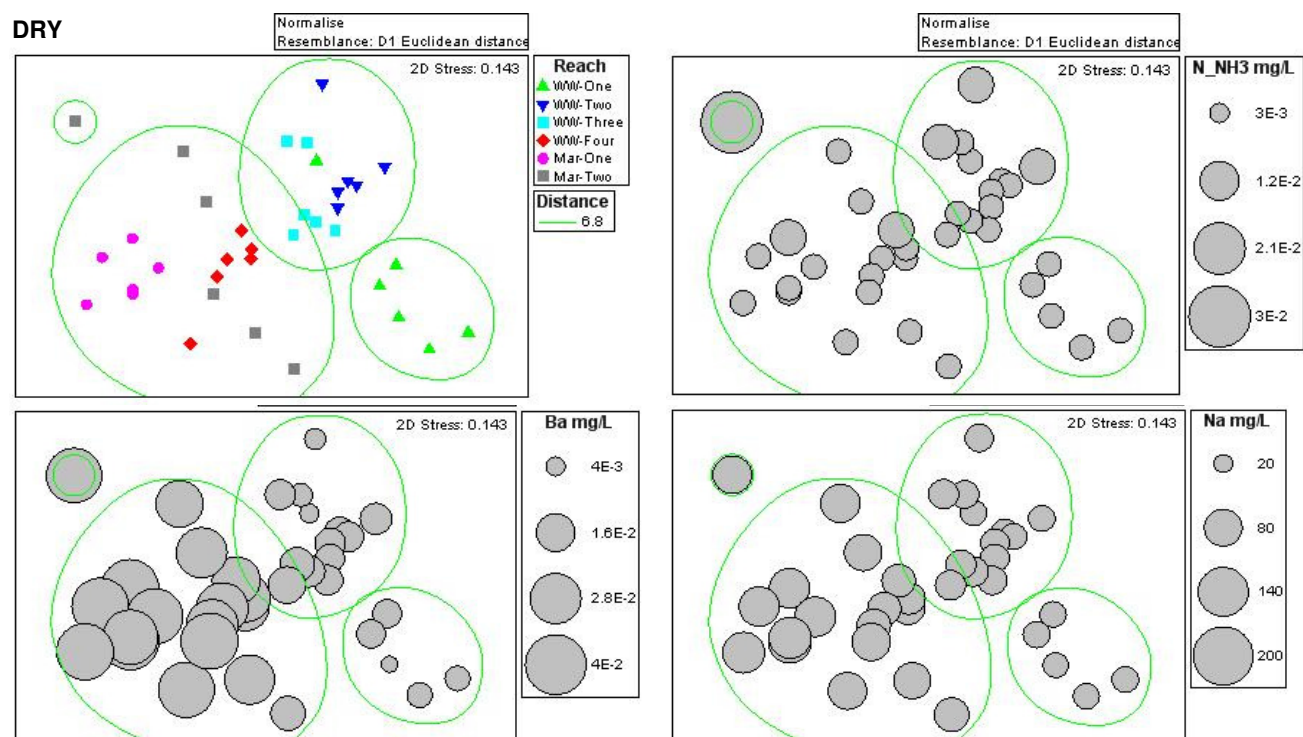 DRY
Normalise
Resemblance: D1 Euclidean distance
2D Stress: 0.143
Reach
WW-One
WW-Two
WW-Three
WW-Four
Mar-One
Mar-Two
Distance
6.8
Normalise
Resemblance: D1 Euclidean distance
2D Stress: 0.143
N_NH3 mg/L
3E-3
1.2E-2
2.1E-2
3E-2
2D Stress: 0.143
Ba mg/L
4E-3
1.6E-2
2.8E-2
4E-2
2D Stress: 0.143
Na mg/L
20
80
140
200